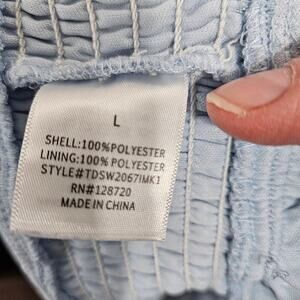 L
SHELL:100%POLYESTER
LINING:100% POLYESTER
STYLE#TDSW2067IMK1
RN#128720
MADE IN CHINA